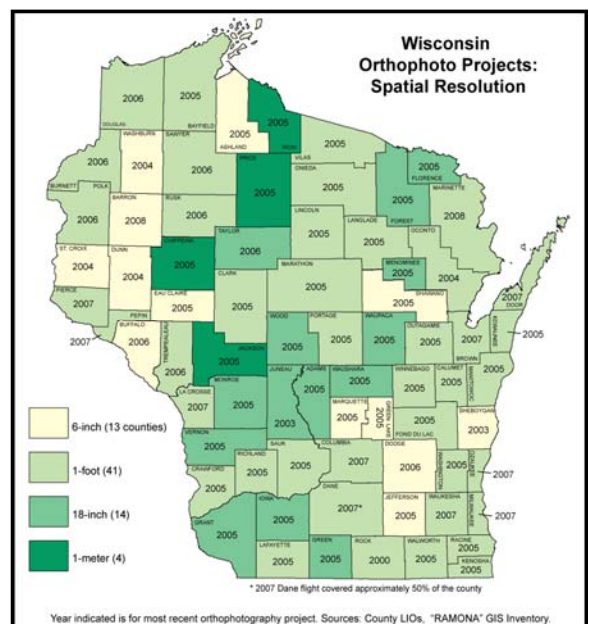 Wisconsin
Orthophoto Projects:
Spatial Resolution
DOUGLAS 2006
BAYFIELD 2005
ASHLAND 2005
IRON 2005
VILAS 2005
BURNETT 2006
WASHBURN 2004
SAWYER 2006
PRICE 2005
ONEIDA 2005
FOREST 2005
FLORENCE 2005
MARINETTE 2008
POLK 2006
BARRON 2008
RUSK 2006
LINCOLN 2005
LANGLADE 2005
OCONTO 2004
TAYLOR 2006
CHIPPEWA 2005
MENOMINEE 2005
ST. CROIX 2004
DUNN 2004
CLARK 2005
MARATHON 2005
SHAWANO 2005
PIERCE 2007
PEPIN 2007
EAU CLAIRE 2005
BUFFALO 2006
TREMPEALEAU 2006
JACKSON 2005
WOOD 2005
PORTAGE 2005
WAUPACA 2005
OUTAGAMIE 2005
BROWN 2007
KEWAUNEE 2005
DOOR 2007
LA CROSSE 2007
MONROE 2005
JUNEAU 2003
ADAMS 2005
WAUSHARA 2005
MARQUETTE 2005
GREEN LAKE 2005
WINNEBAGO 2005
CALUMET 2005
MANITOWOC 2005
FOND DU LAC 2005
SHEBOYGAN 2003
VERNON 2005
RICHLAND 2005
SAUK 2005
COLUMBIA 2007
DODGE 2006
WASHINGTON 2005
OZAUKEE 2007
CRAWFORD 2005
GRANT 2005
IOWA 2005
DANE 2007*
JEFFERSON 2005
WAUKESHA 2007
MILWAUKEE 2007
LAFAYETTE 2005
GREEN 2005
ROCK 2000
WALWORTH 2005
RACINE 2005
KENOSHA 2005
6-inch (13 counties)
1-foot (41)
18-inch (14)
1-meter (4)
* 2007 Dane flight covered approximately 50% of the county
Year indicated is for most recent orthophotography project. Sources: County LIOs, "RAMONA" GIS Inventory.